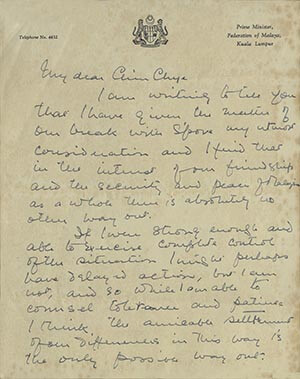 Telephone No. 4451
Prime Minister,
Federation of Malaya,
Kuala Lumpur
My dear Chin Chye
I am writing to tell you
that I have given the matter of
our break with S'pore my utmost
consideration and I find that
in the interest of our friendship
and the security and peace of Malaysia
as a whole there is absolutely no
other way out.
If I were strong enough and
able to exercise complete control
of the situation I might perhaps
have delayed action, but I am
not, and so while I am able to
counsel tolerance and patience
I think the amicable settlement
of our differences in this way is
the only possible way out.